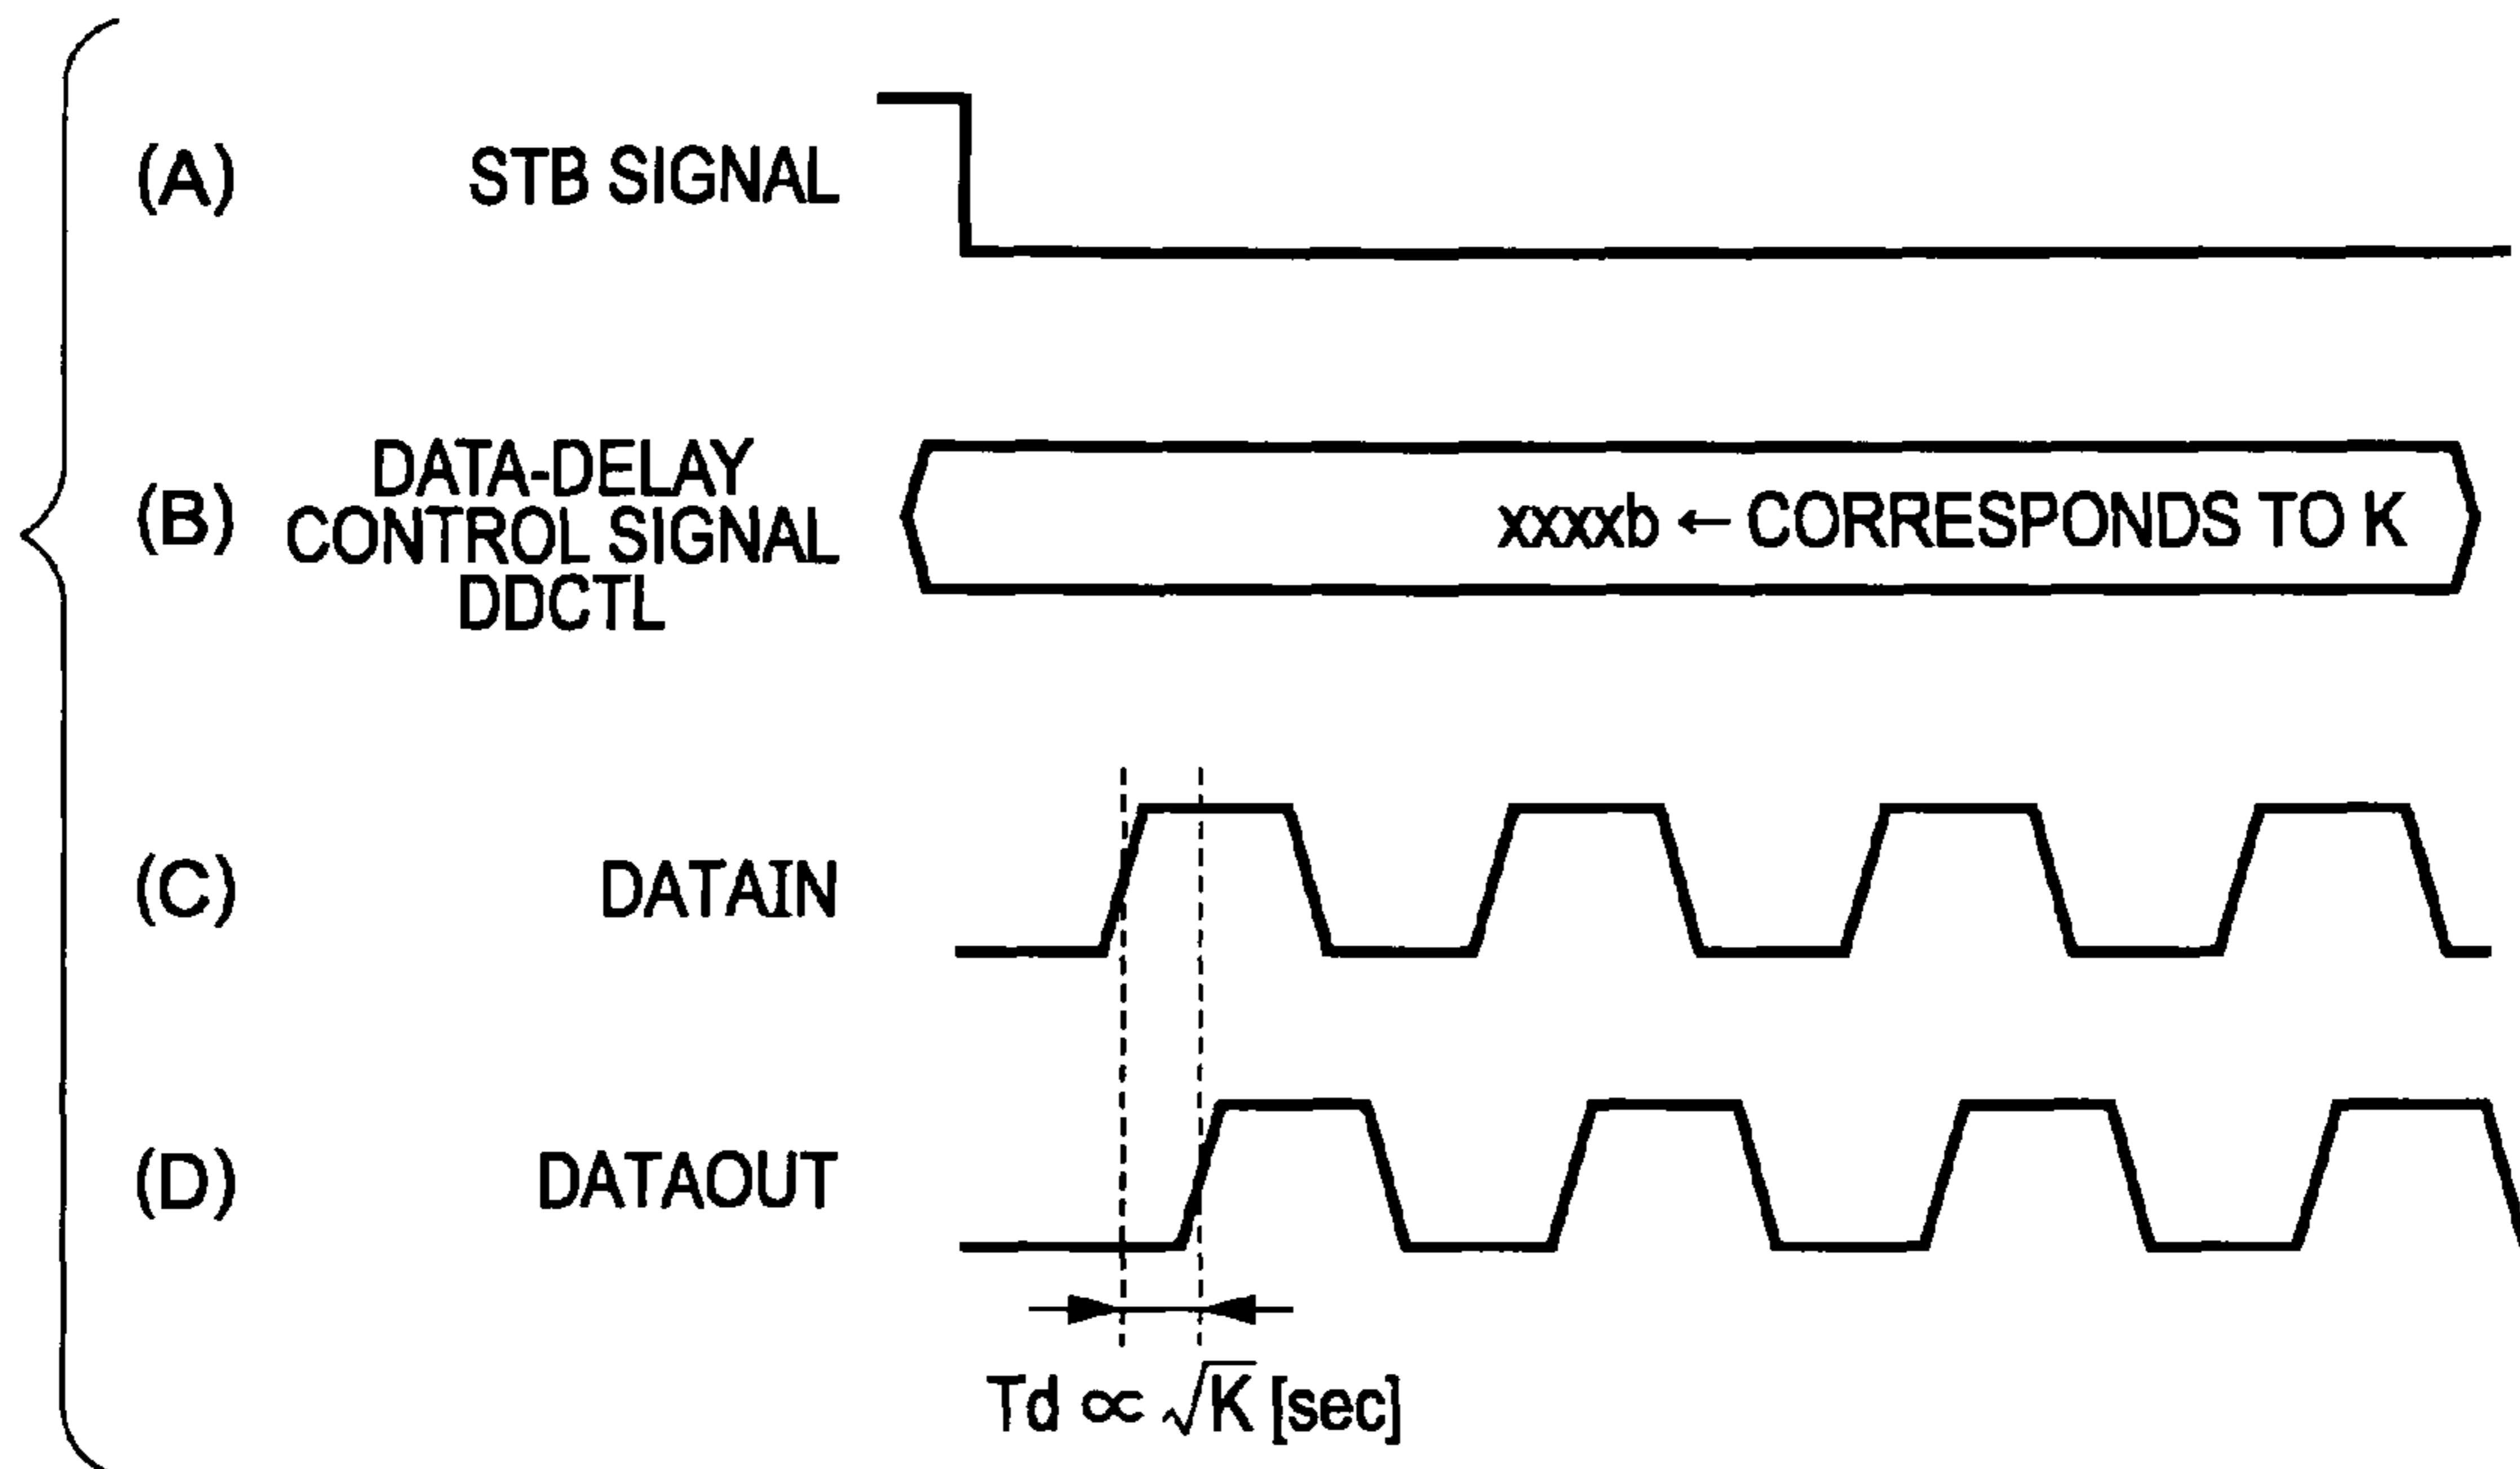 (A) STB SIGNAL
(B) DATA-DELAY
CONTROL SIGNAL
DDCTL
xxxxb ← CORRESPONDS TO K
(C) DATAIN
(D) DATAOUT
Td ∝ √K [sec]